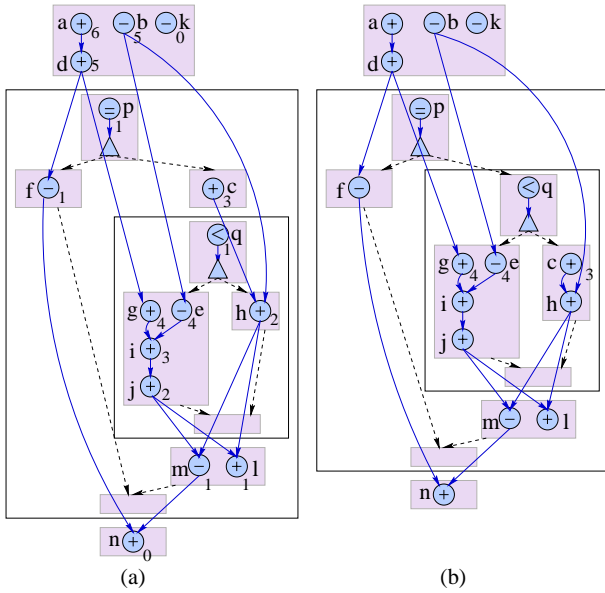 a + 6 − b 5 − k 0
d + 5
= p 1
f − 1 + c 3
< q 1
g + 4 − e 4 h + 2
i + 3
j + 2
m − 1 + l 1
n + 0
(a)
a + − b − k
d +
= p
f − < q
g + 4 − e 4 c + 3
i + h +
j +
m − + l
n +
(b)